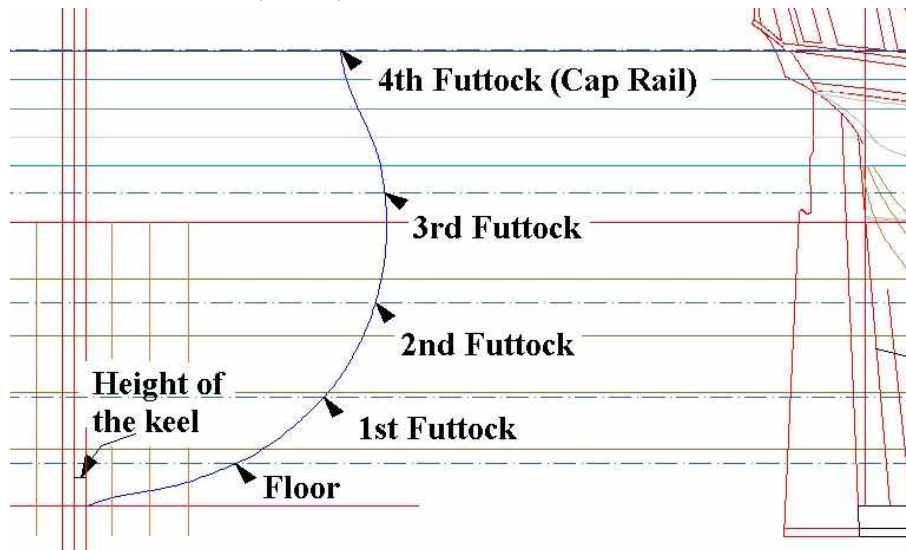 4th Futtock (Cap Rail)
3rd Futtock
2nd Futtock
Height of
the keel
1st Futtock
Floor